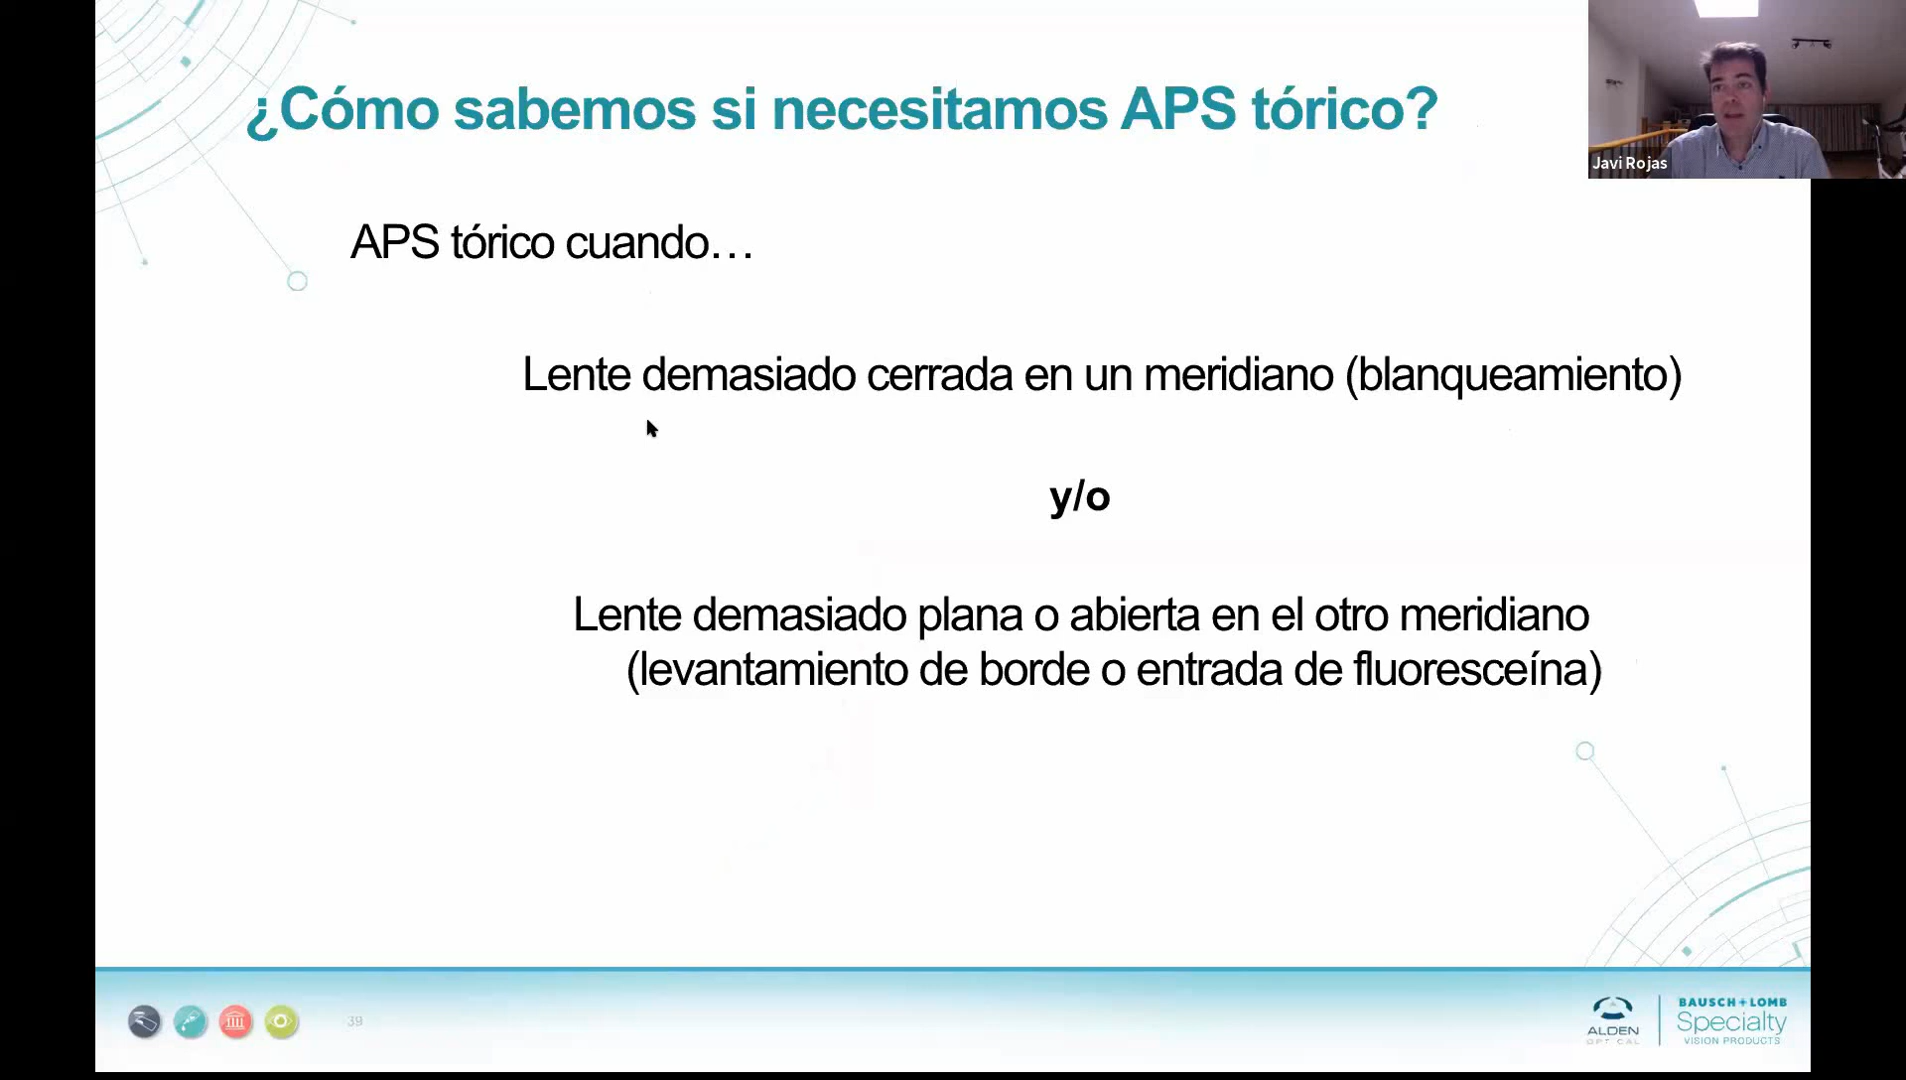 ¿Cómo sabemos si necesitamos APS tórico?
Javi Rojas
APS tórico cuando…
Lente demasiado cerrada en un meridiano (blanqueamiento)
y/o
Lente demasiado plana o abierta en el otro meridiano
(levantamiento de borde o entrada de fluoresceína)
39
ALDEN
OPTICAL
BAUSCH + LOMB
Specialty
VISION PRODUCTS